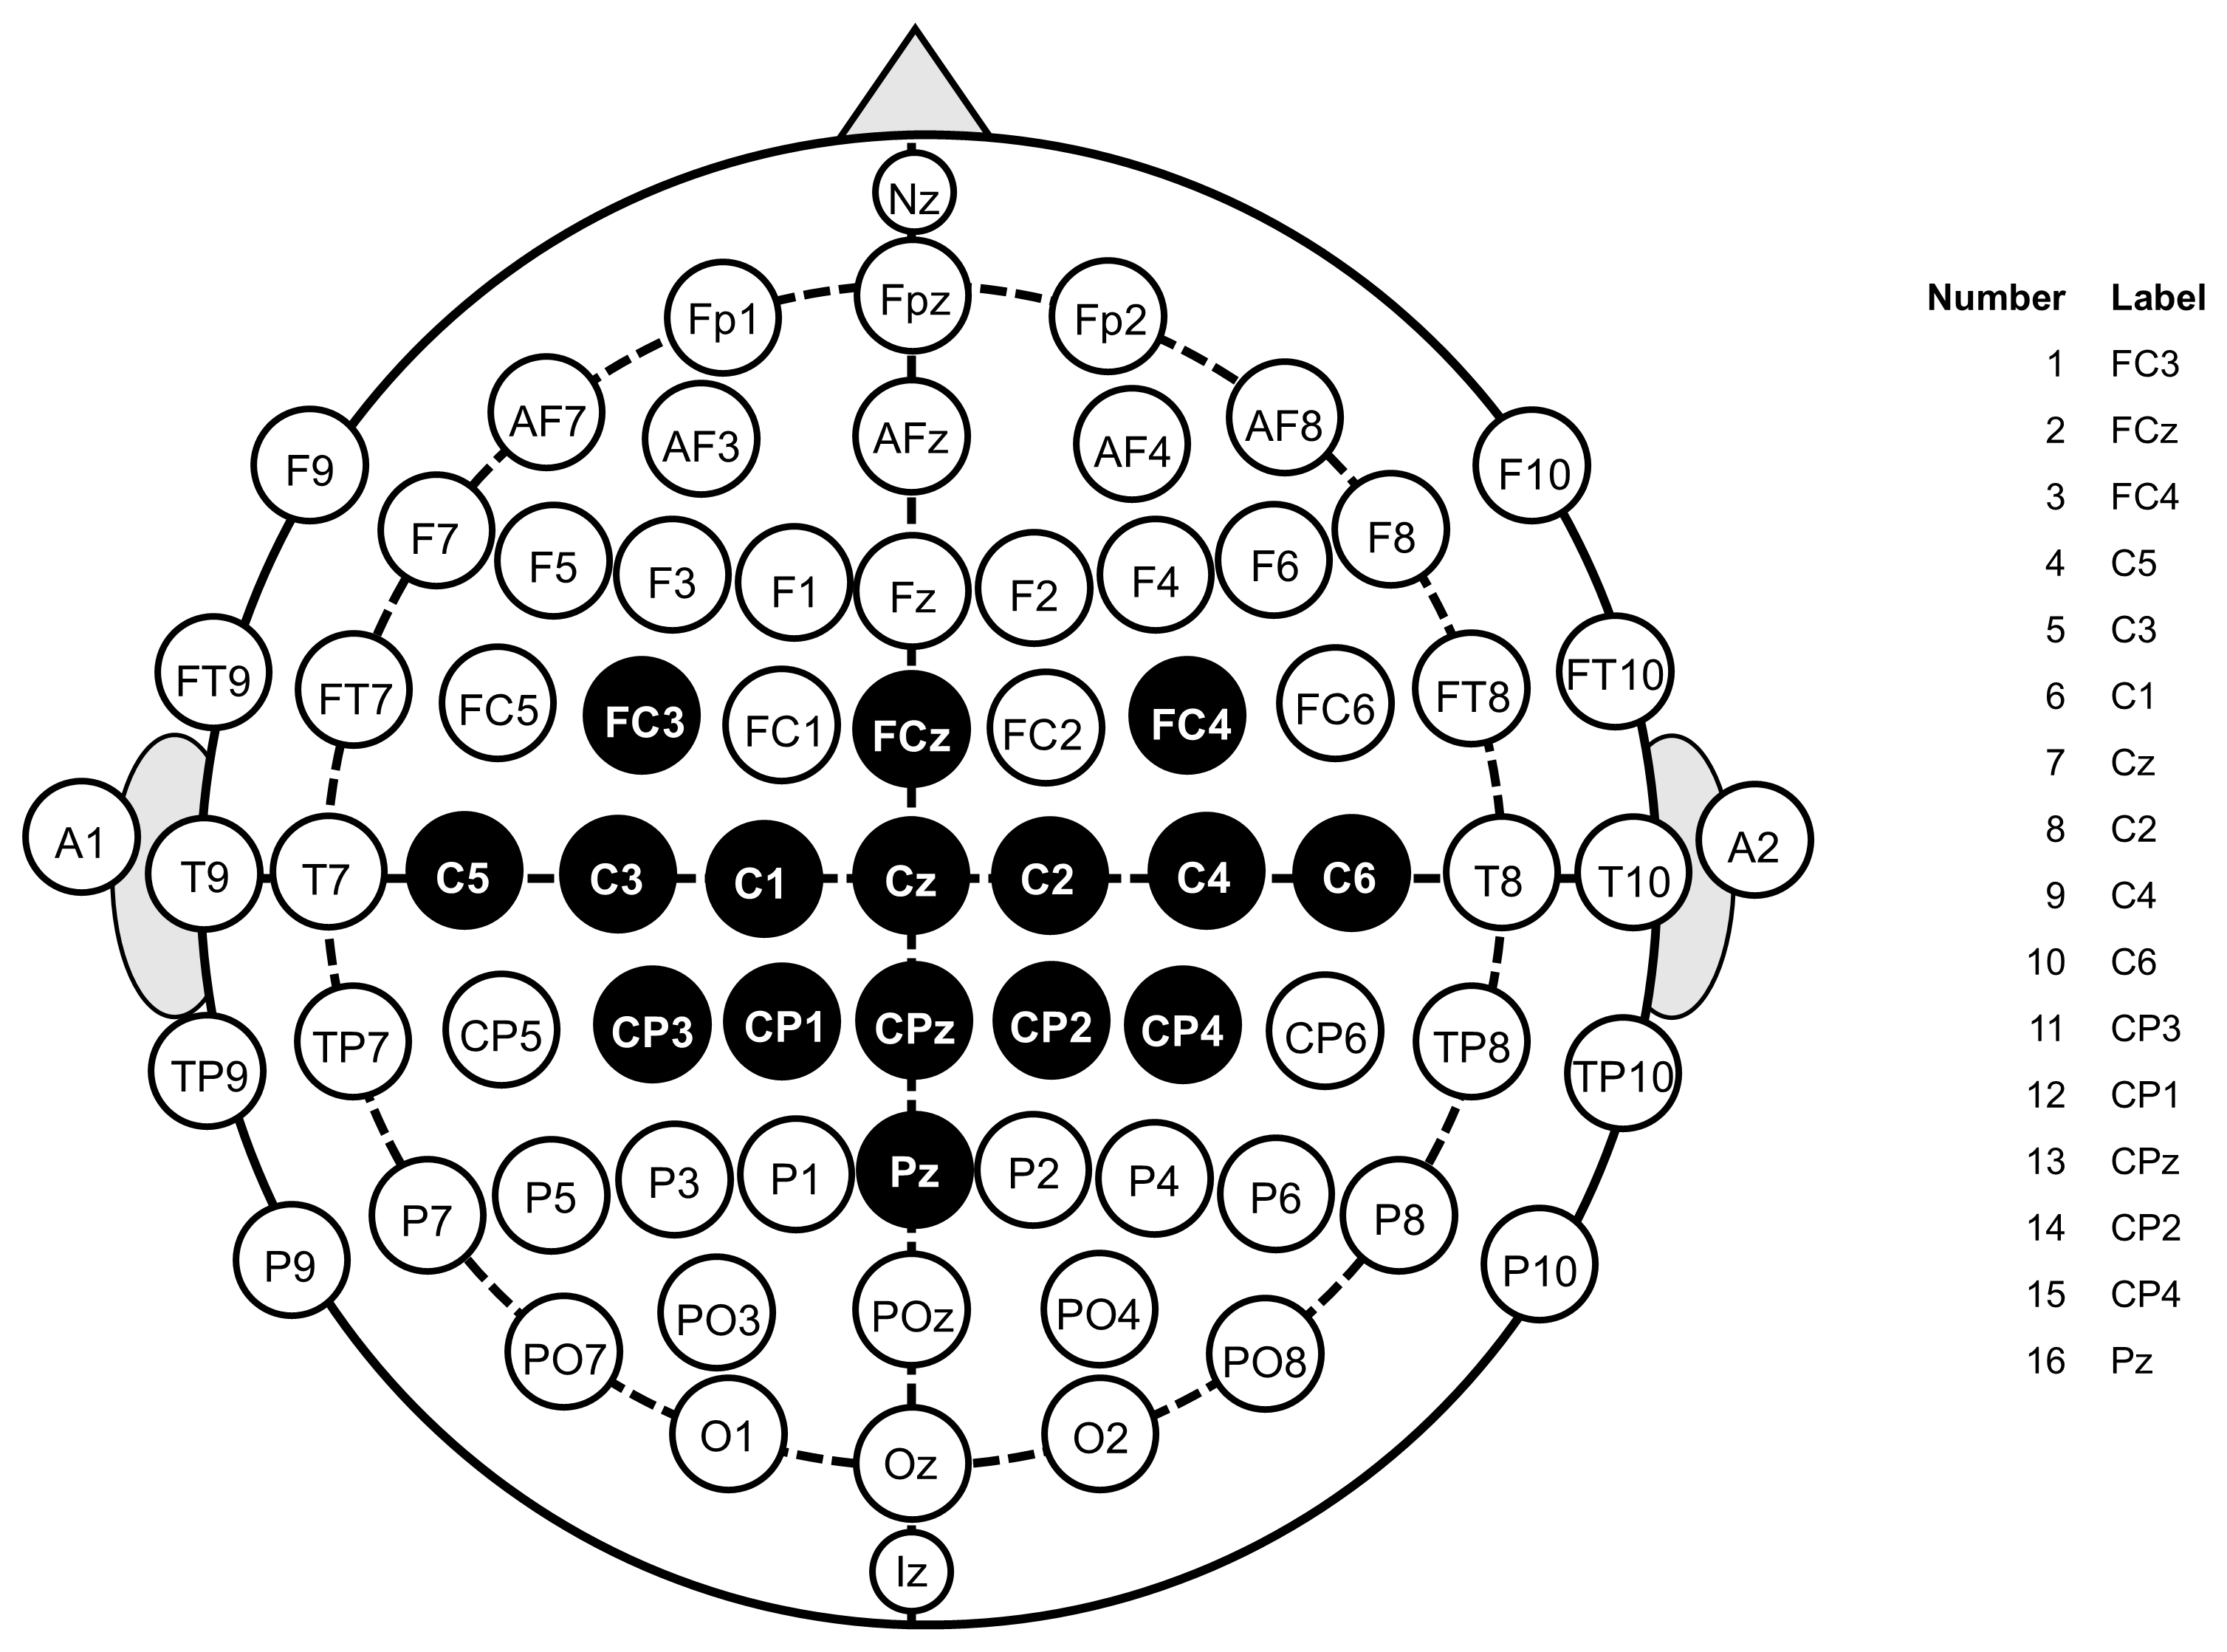 Nz
Fp1 Fpz Fp2
AF7 AF3 AFz AF4 AF8
F9 F7 F5 F3 F1 Fz F2 F4 F6 F8 F10
FT9 FT7 FC5 FC3 FC1 FCz FC2 FC4 FC6 FT8 FT10
A1 T9 T7 C5 C3 C1 Cz C2 C4 C6 T8 T10 A2
TP9 TP7 CP5 CP3 CP1 CPz CP2 CP4 CP6 TP8 TP10
P9 P7 P5 P3 P1 Pz P2 P4 P6 P8 P10
PO7 PO3 POz PO4 PO8
O1 Oz O2
Iz
Number Label
1 FC3
2 FCz
3 FC4
4 C5
5 C3
6 C1
7 Cz
8 C2
9 C4
10 C6
11 CP3
12 CP1
13 CPz
14 CP2
15 CP4
16 Pz